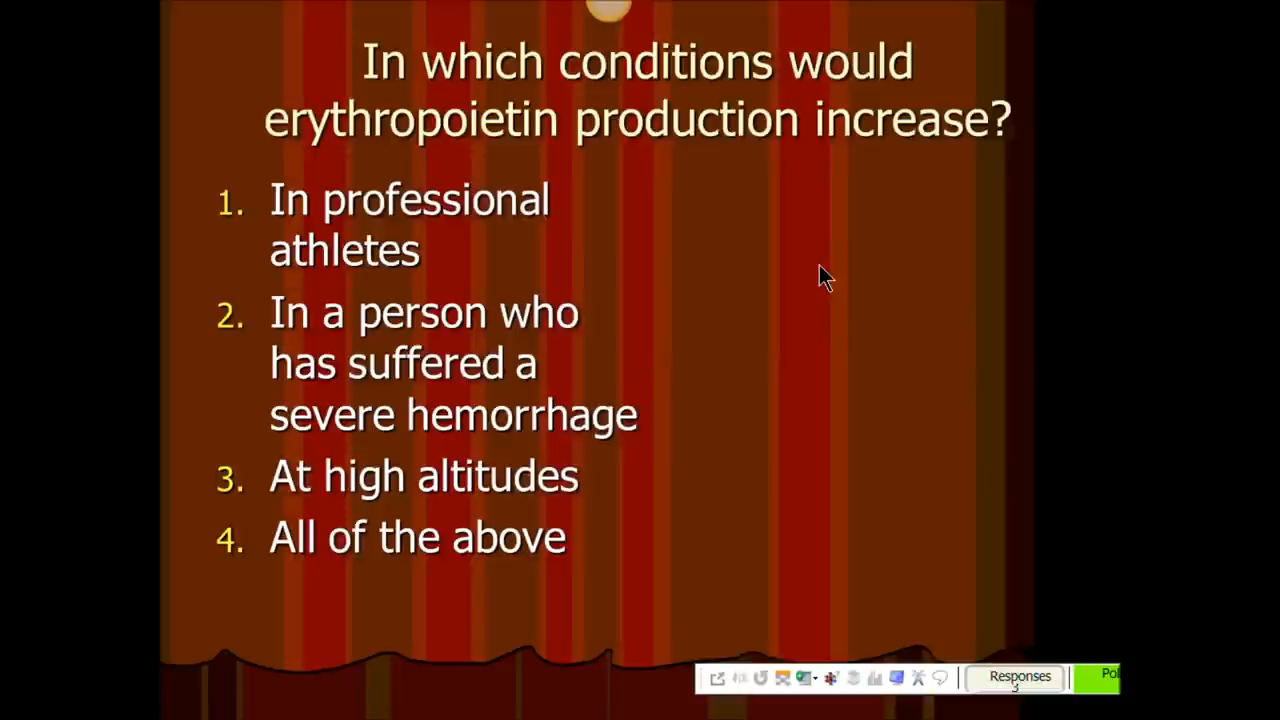 In which conditions would
erythropoietin production increase?
1. In professional
athletes
2. In a person who
has suffered a
severe hemorrhage
3. At high altitudes
4. All of the above
Responses
3